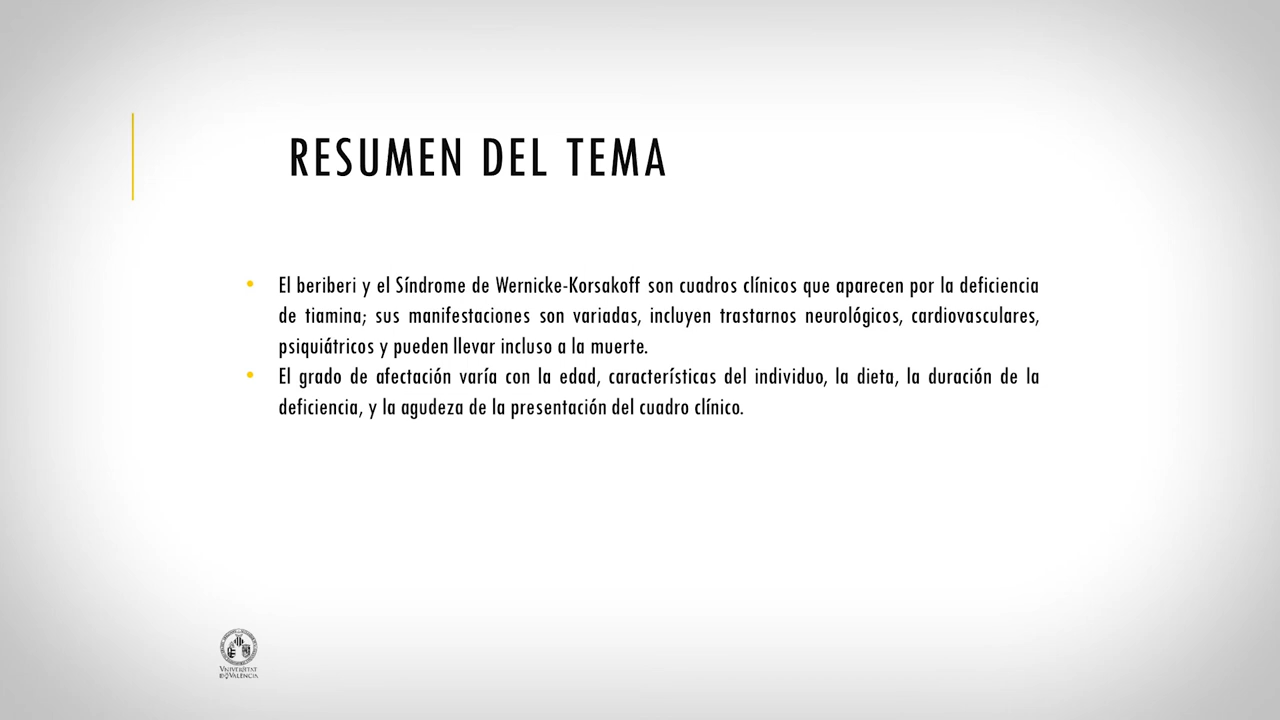 RESUMEN DEL TEMA
• El beriberi y el Síndrome de Wernicke-Korsakoff son cuadros clínicos que aparecen por la deficiencia
de tiamina; sus manifestaciones son variadas, incluyen trastarnos neurológicos, cardiovasculares,
psiquiátricos y pueden llevar incluso a la muerte.
• El grado de afectación varía con la edad, características del individuo, la dieta, la duración de la
deficiencia, y la agudeza de la presentación del cuadro clínico.
VNIVERSITAT
ID VALÈNCIA